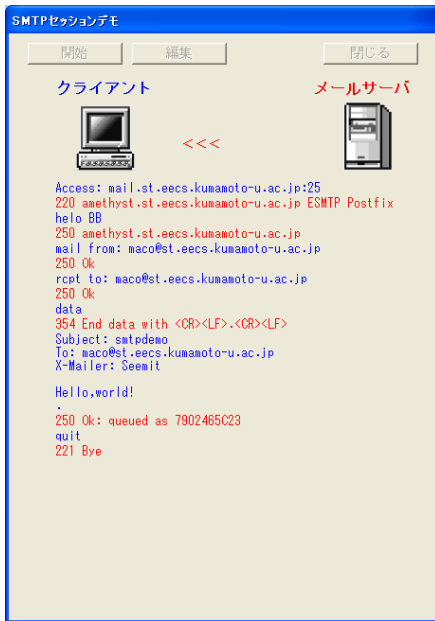 SMTPセッションデモ
開始 編集 閉じる
クライアント メールサーバ
<<<
Access: mail.st.eecs.kumamoto-u.ac.jp:25
220 amethyst.st.eecs.kumamoto-u.ac.jp ESMTP Postfix
helo BB
250 amethyst.st.eecs.kumamoto-u.ac.jp
mail from: maco@st.eecs.kumamoto-u.ac.jp
250 Ok
rcpt to: maco@st.eecs.kumamoto-u.ac.jp
250 Ok
data
354 End data with <CR><LF>.<CR><LF>
Subject: smtpdemo
To: maco@st.eecs.kumamoto-u.ac.jp
X-Mailer: Seemit
Hello,world!
.
250 Ok: queued as 7902465C23
quit
221 Bye